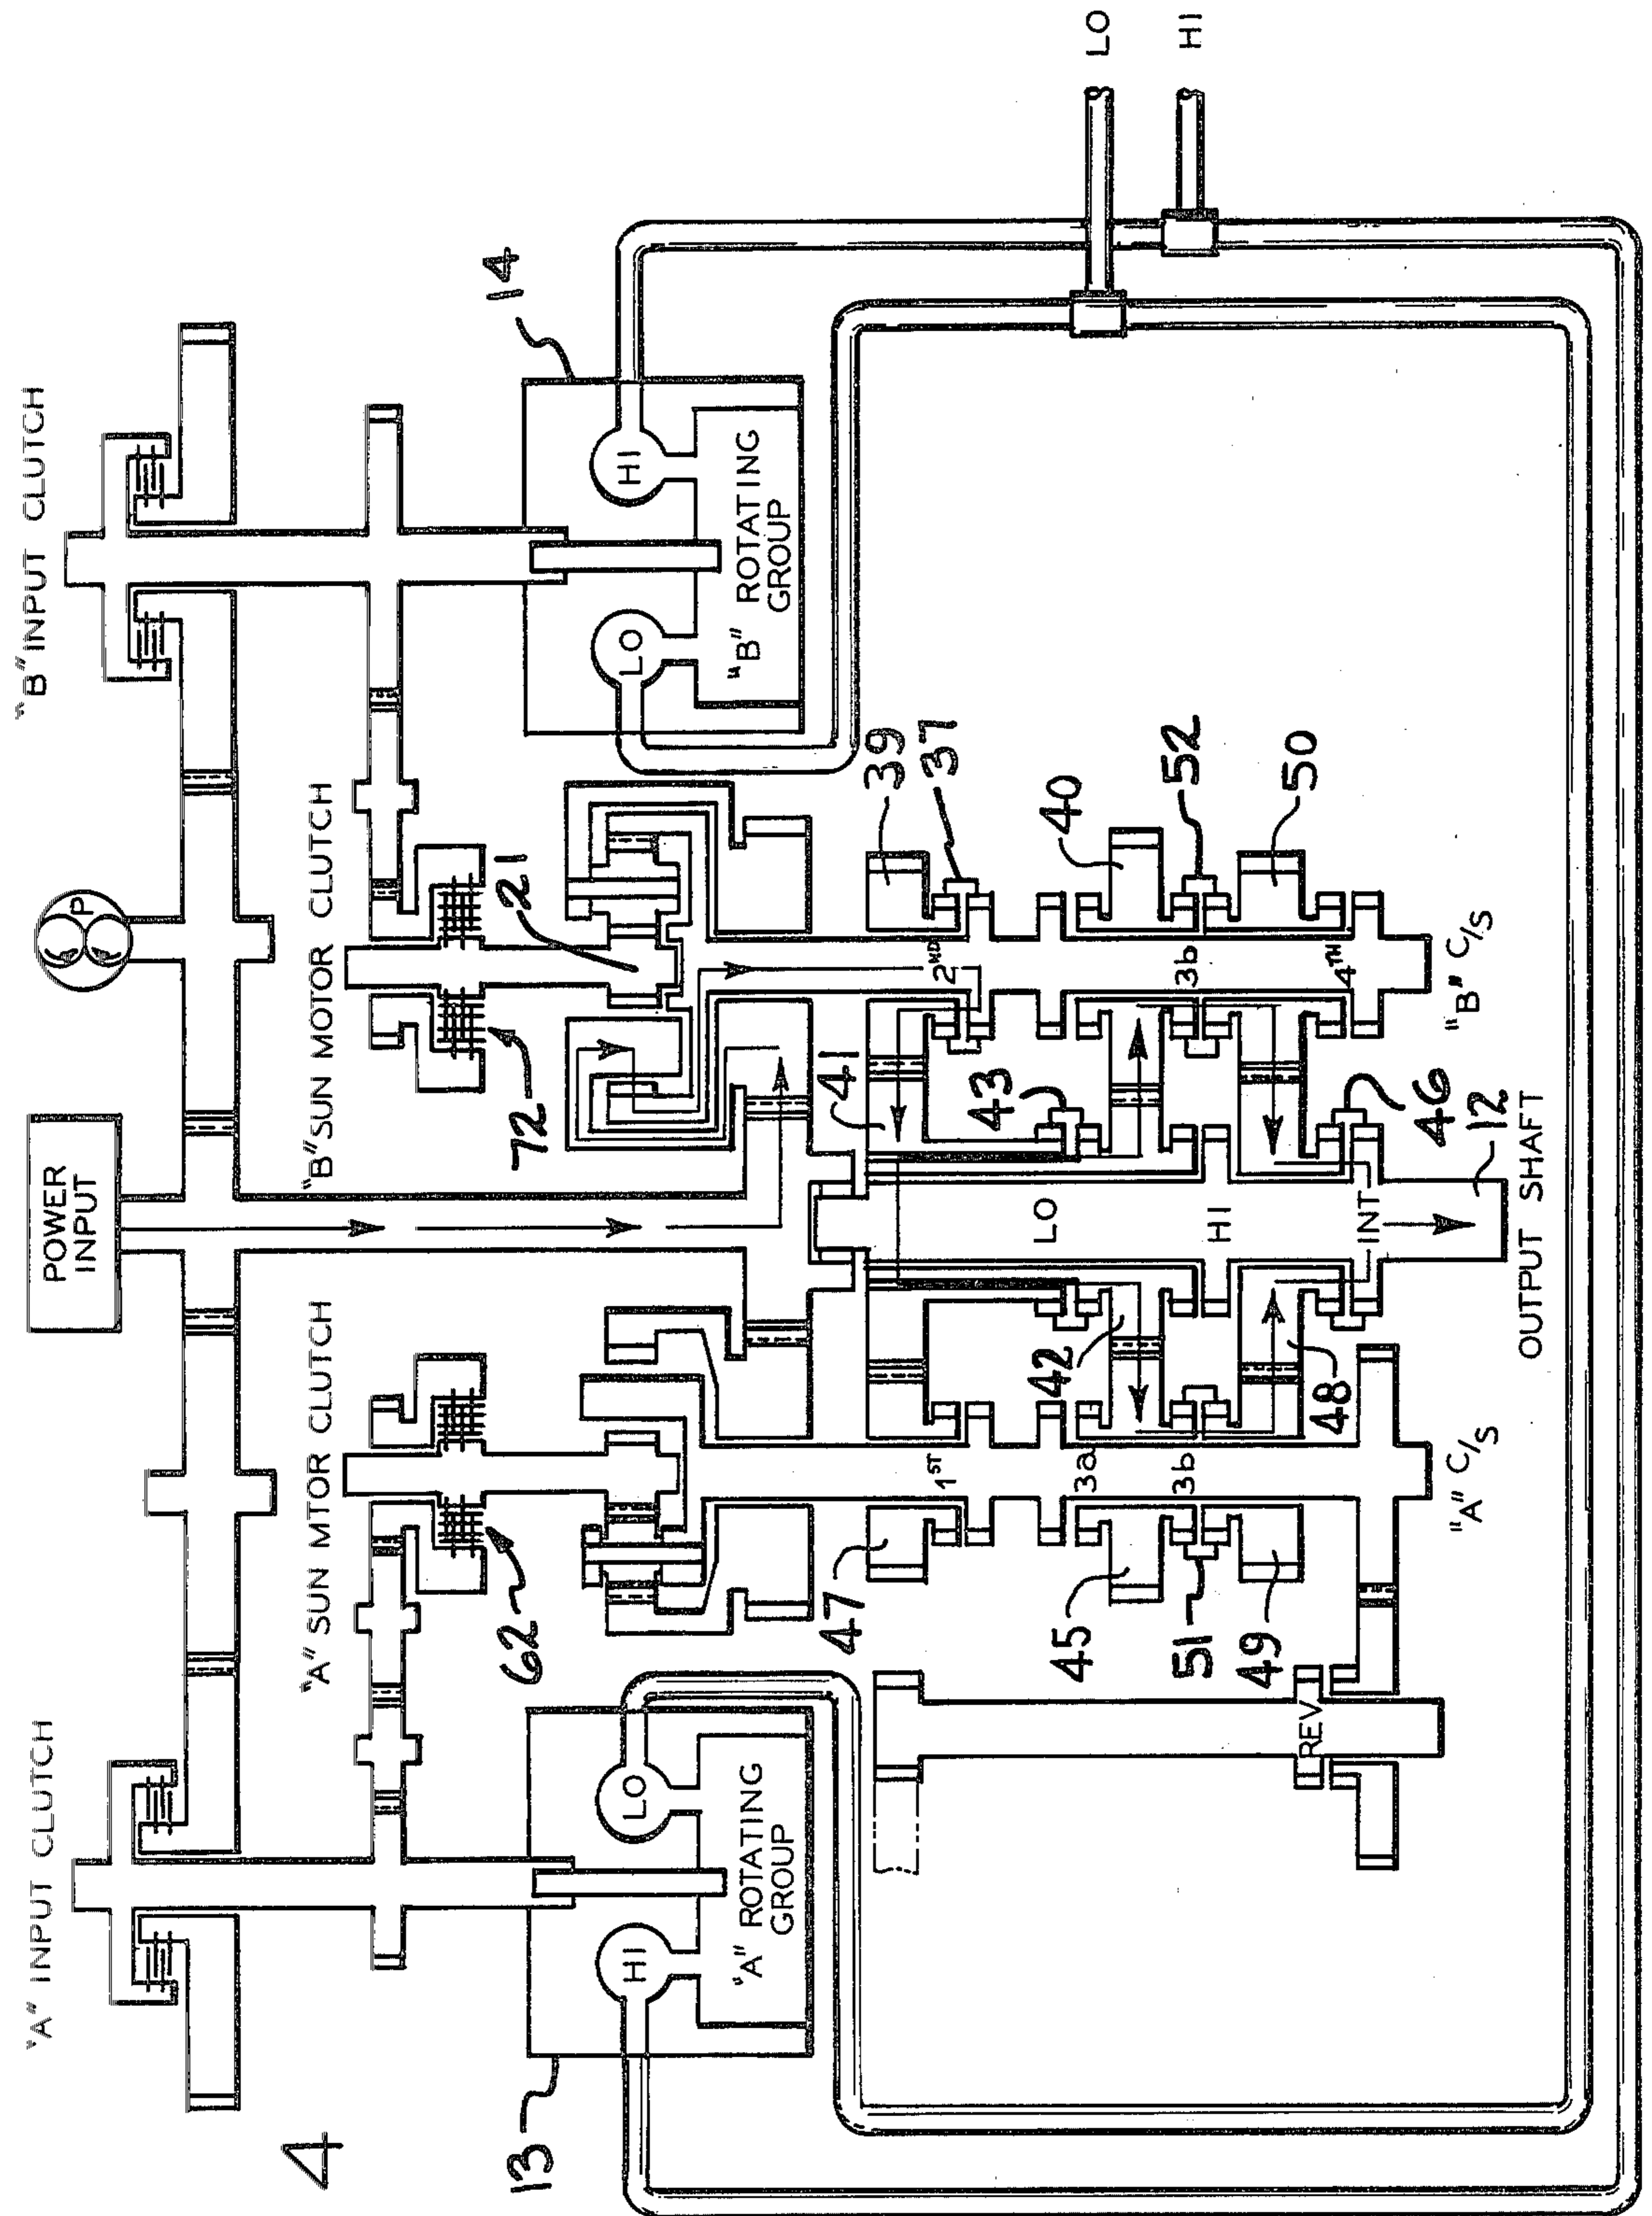 "A" INPUT CLUTCH
POWER
INPUT
P
"B" INPUT CLUTCH
4
"A" SUN MTOR CLUTCH
"B" SUN MOTOR CLUTCH
LO
HI
62
72
21
14
13
HI
LO
"A" ROTATING
GROUP
LO
HI
"B" ROTATING
GROUP
47
41
39
37
1ST
2ND
LO
43
40
45
3a
42
51
3b
HI
3b
52
49
48
50
REV
INT
4TH
46
12
"A" C/S
OUTPUT SHAFT
"B" C/S